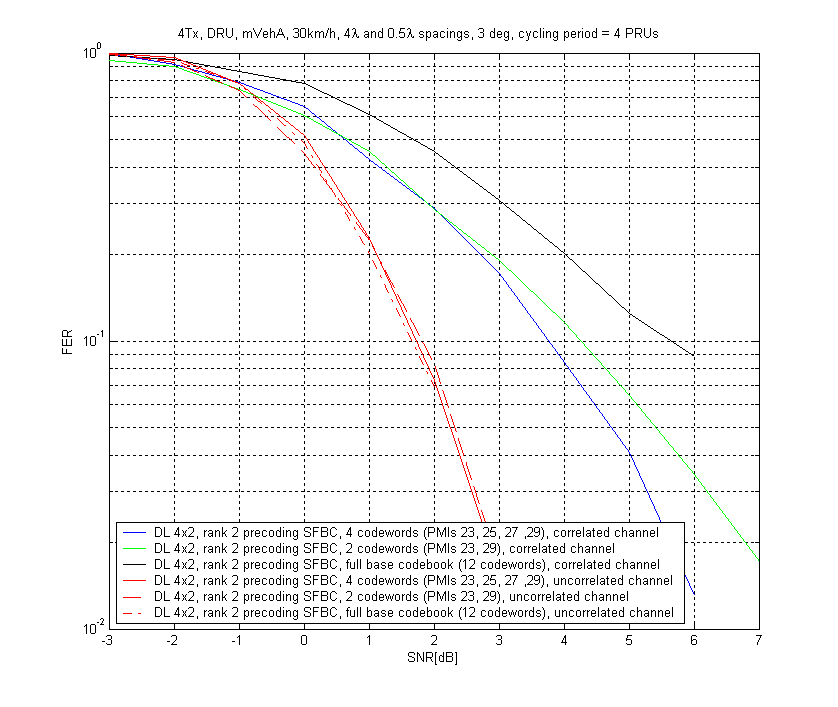 4Tx, DRU, mVehA, 30km/h, 4λ and 0.5λ spacings, 3 deg, cycling period = 4 PRUs
10^0
10^-1
10^-2
FER
DL 4x2, rank 2 precoding SFBC, 4 codewords (PMIs 23, 25, 27 ,29), correlated channel
DL 4x2, rank 2 precoding SFBC, 2 codewords (PMIs 23, 29), correlated channel
DL 4x2, rank 2 precoding SFBC, full base codebook (12 codewords), correlated channel
DL 4x2, rank 2 precoding SFBC, 4 codewords (PMIs 23, 25, 27 ,29), uncorrelated channel
DL 4x2, rank 2 precoding SFBC, 2 codewords (PMIs 23, 29), uncorrelated channel
DL 4x2, rank 2 precoding SFBC, full base codebook (12 codewords), uncorrelated channel
-3 -2 -1 0 1 2 3 4 5 6 7
SNR[dB]